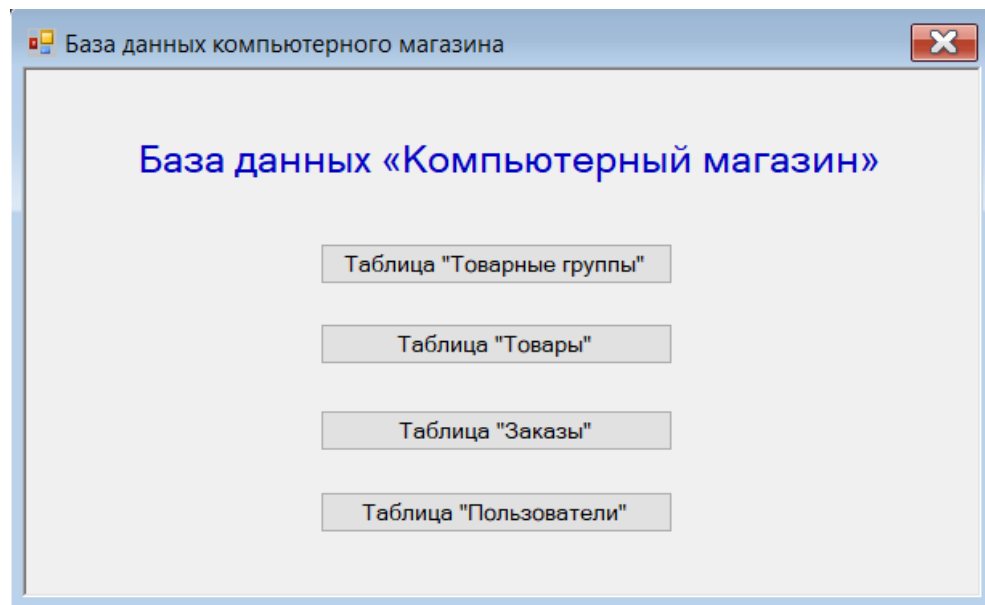 База данных компьютерного магазина
База данных «Компьютерный магазин»
Таблица "Товарные группы"
Таблица "Товары"
Таблица "Заказы"
Таблица "Пользователи"